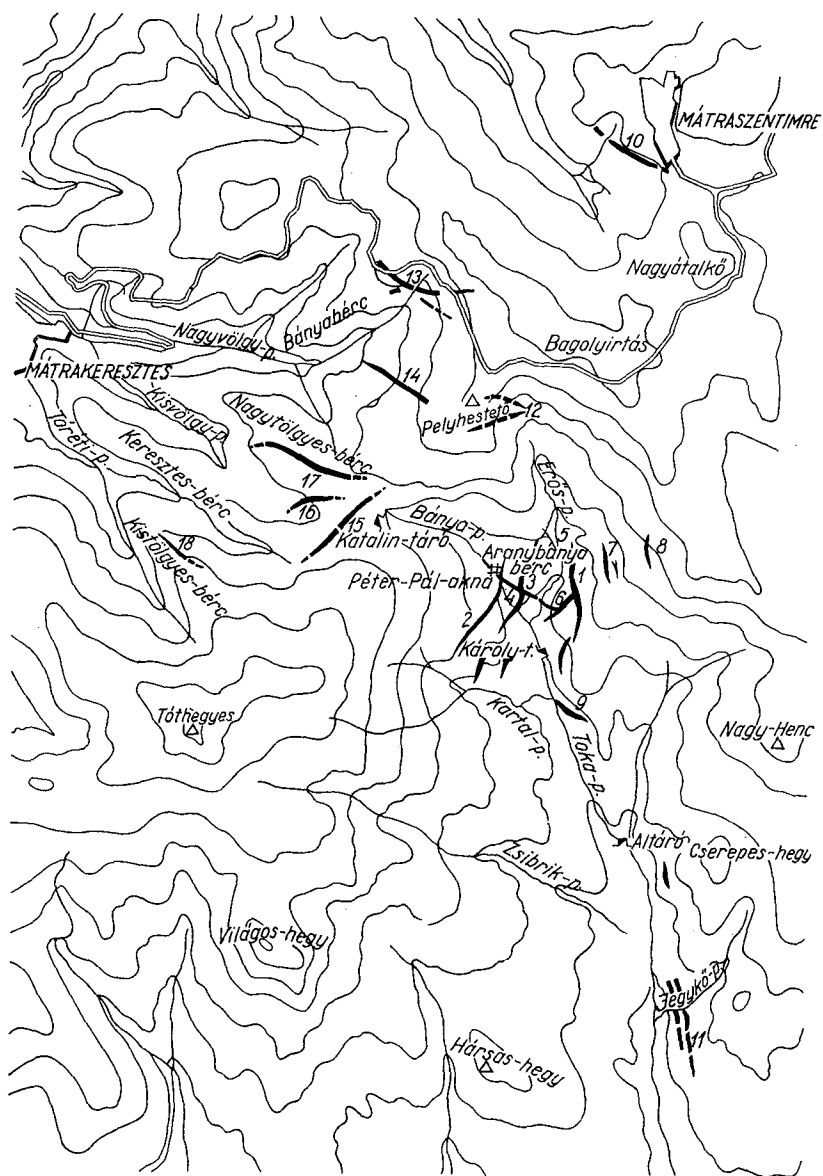 10
MÁTRASZENTIMRE
Nagyátalkő
13
Bányabérc
Nagyvölgy-p.
Bagolyirtás
MÁTRAKERESZTES
14
Kisvölgy-p.
Pelyhestető
12
Tóreti-p.
Keresztes-bérc
Nagytölgyes-bérc
17
16
15
Katalin-táró
Bánya-p.
Erős-p.
5
18
Kistölgyes-bérc
Aranybánya
bérc
7
8
1
Péter-Pál-akna
3
4
6
2
Károly-t.
9
Kartal-p.
Tóthegyes
Toka-p.
Nagy-Henc
Altáró
Cserepes-hegy
Zsibrik-p.
Világos-hegy
Jegykő-p.
11
Hársas-hegy